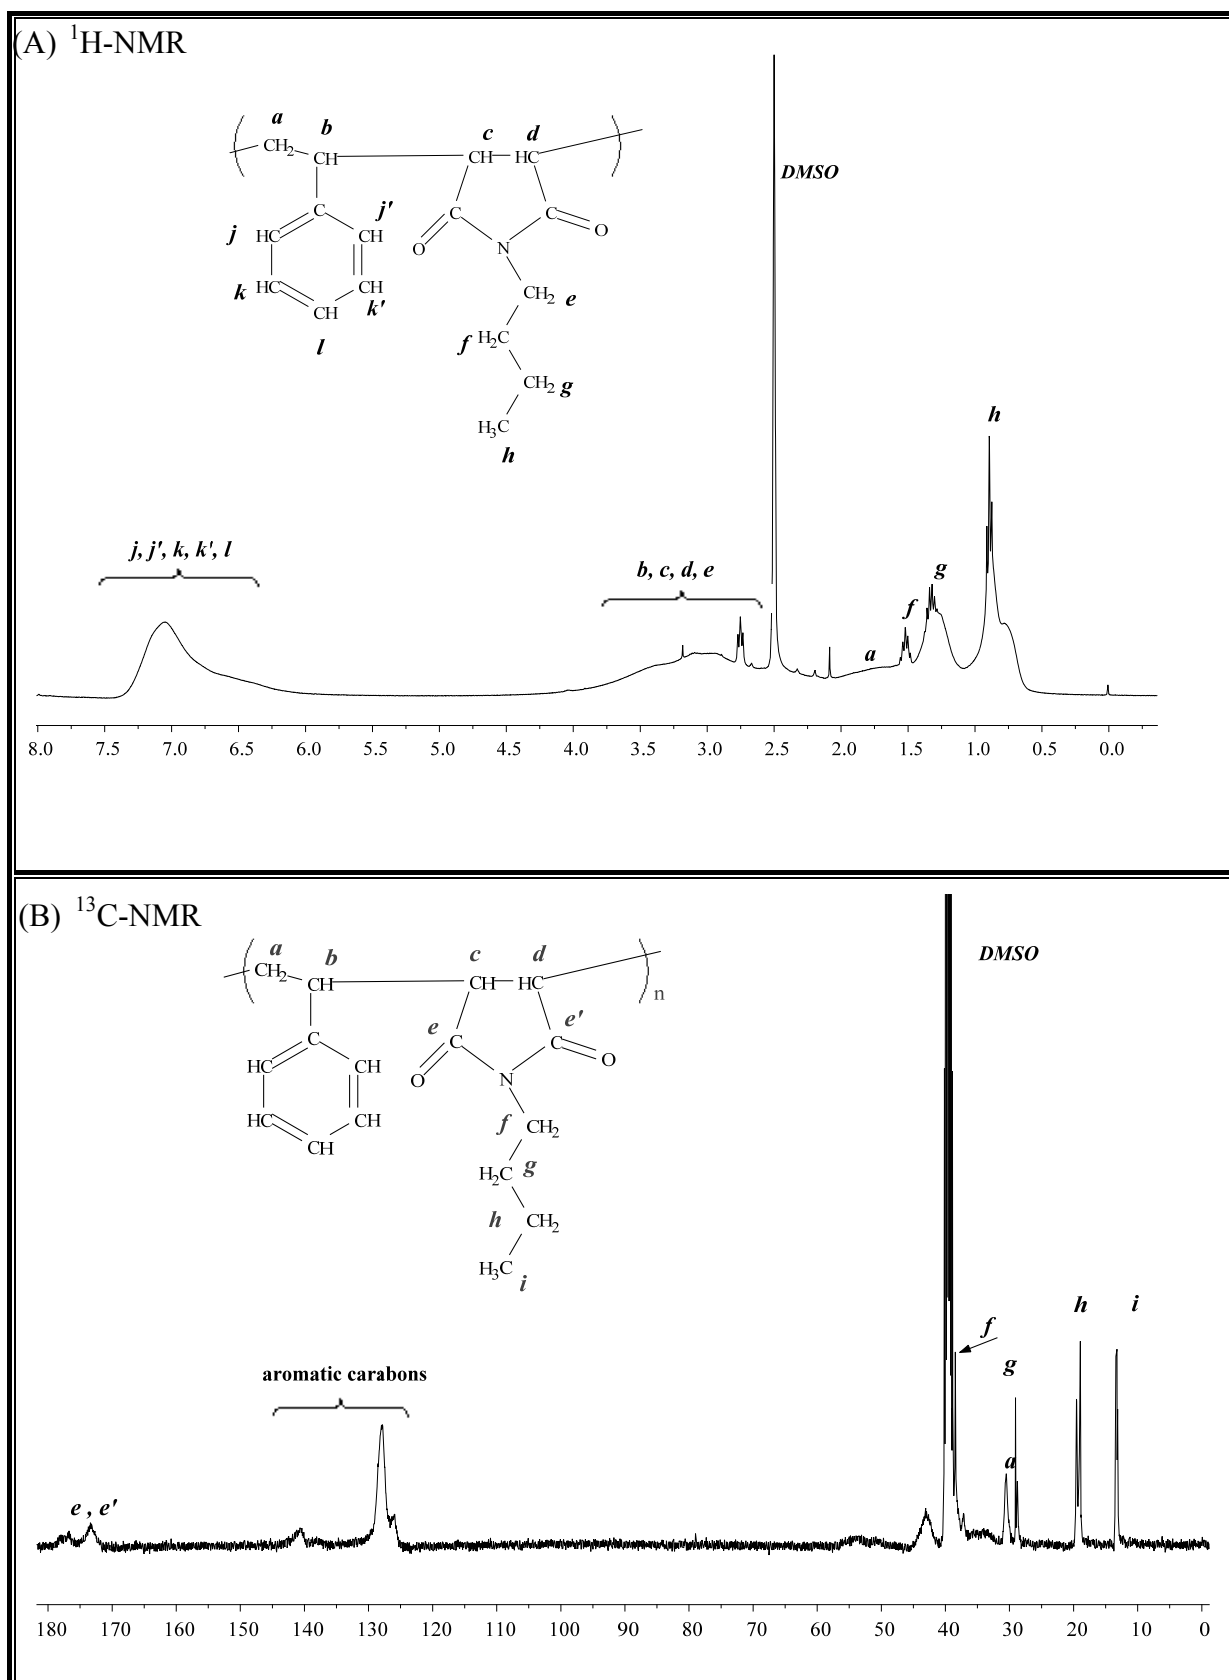 (A) ¹H-NMR
a
b
c
d
CH₂
CH
CH
HC
DMSO
C
j'
C
C
j
HC
CH
O
O
N
k
HC
CH
k'
CH₂
e
CH
l
f
H₂C
CH₂
g
H₃C
h
h
j, j', k, k', l
b, c, d, e
g
f
a
8.0 7.5 7.0 6.5 6.0 5.5 5.0 4.5 4.0 3.5 3.0 2.5 2.0 1.5 1.0 0.5 0.0
(B) ¹³C-NMR
a
b
c
d
DMSO
CH₂
CH
CH
HC
n
e
e'
C
C
C
HC
CH
O
O
N
HC
CH
f
CH₂
CH
H₂C
g
h
CH₂
H₃C
i
h
i
f
g
aromatic carabons
a
e , e'
180 170 160 150 140 130 120 110 100 90 80 70 60 50 40 30 20 10 0